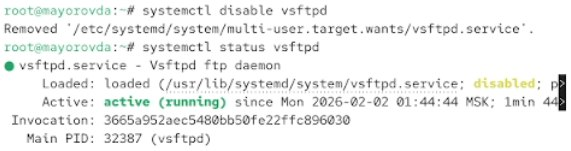 root@mayorovda:~# systemctl disable vsftpd
Removed '/etc/systemd/system/multi-user.target.wants/vsftpd.service'.
root@mayorovda:~# systemctl status vsftpd
● vsftpd.service - Vsftpd ftp daemon
Loaded: loaded (/usr/lib/systemd/system/vsftpd.service; disabled; p>
Active: active (running) since Mon 2026-02-02 01:44:44 MSK; 1min 44>
Invocation: 3665a952aec5480bb50fe22ffc896030
Main PID: 32387 (vsftpd)